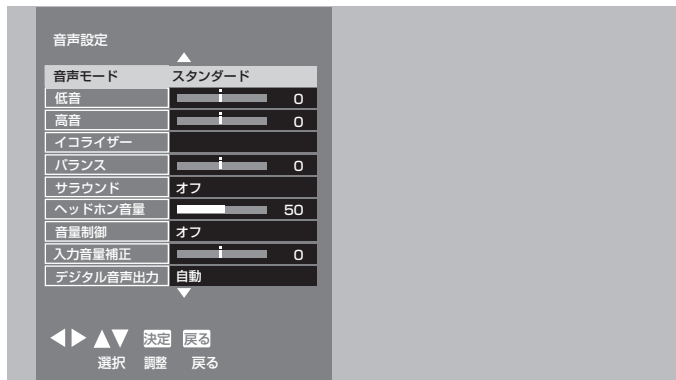 音声設定
音声モード スタンダード
低音 0
高音 0
イコライザー
バランス 0
サラウンド オフ
ヘッドホン音量 50
音量制御 オフ
入力音量補正 0
デジタル音声出力 自動
決定 戻る
選択 調整 戻る